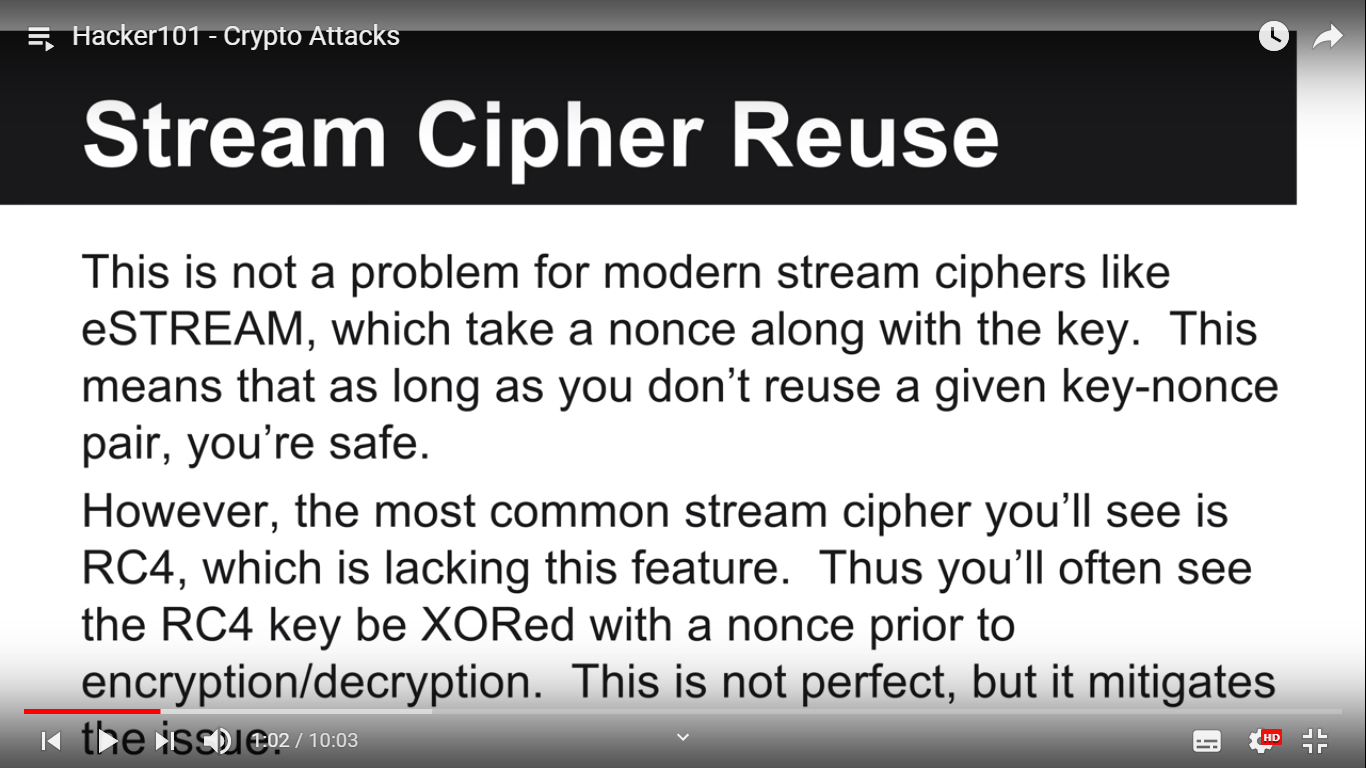 Hacker101 - Crypto Attacks
Stream Cipher Reuse
This is not a problem for modern stream ciphers like
eSTREAM, which take a nonce along with the key.  This
means that as long as you don’t reuse a given key-nonce
pair, you’re safe.
However, the most common stream cipher you’ll see is
RC4, which is lacking this feature.  Thus you’ll often see
the RC4 key be XORed with a nonce prior to
encryption/decryption.  This is not perfect, but it mitigates
the issue.
1:02 / 10:03
HD